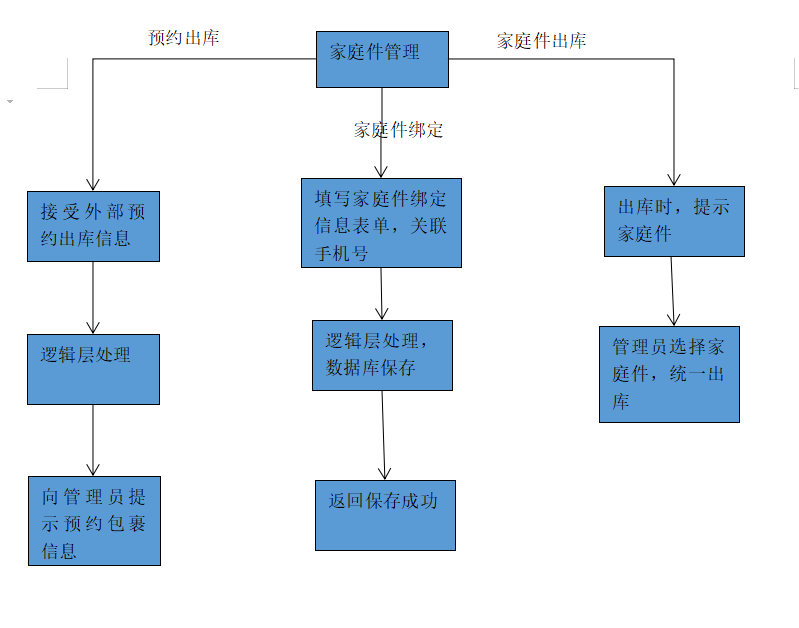 预约出库
家庭件管理
家庭件出库
家庭件绑定
接受外部预
约出库信息
填写家庭件绑定
信息表单，关联
手机号
出库时，提示
家庭件
逻辑层处理
逻辑层处理，
数据库保存
管理员选择家
庭件，统一出
库
向管理员提
示预约包裹
信息
返回保存成功